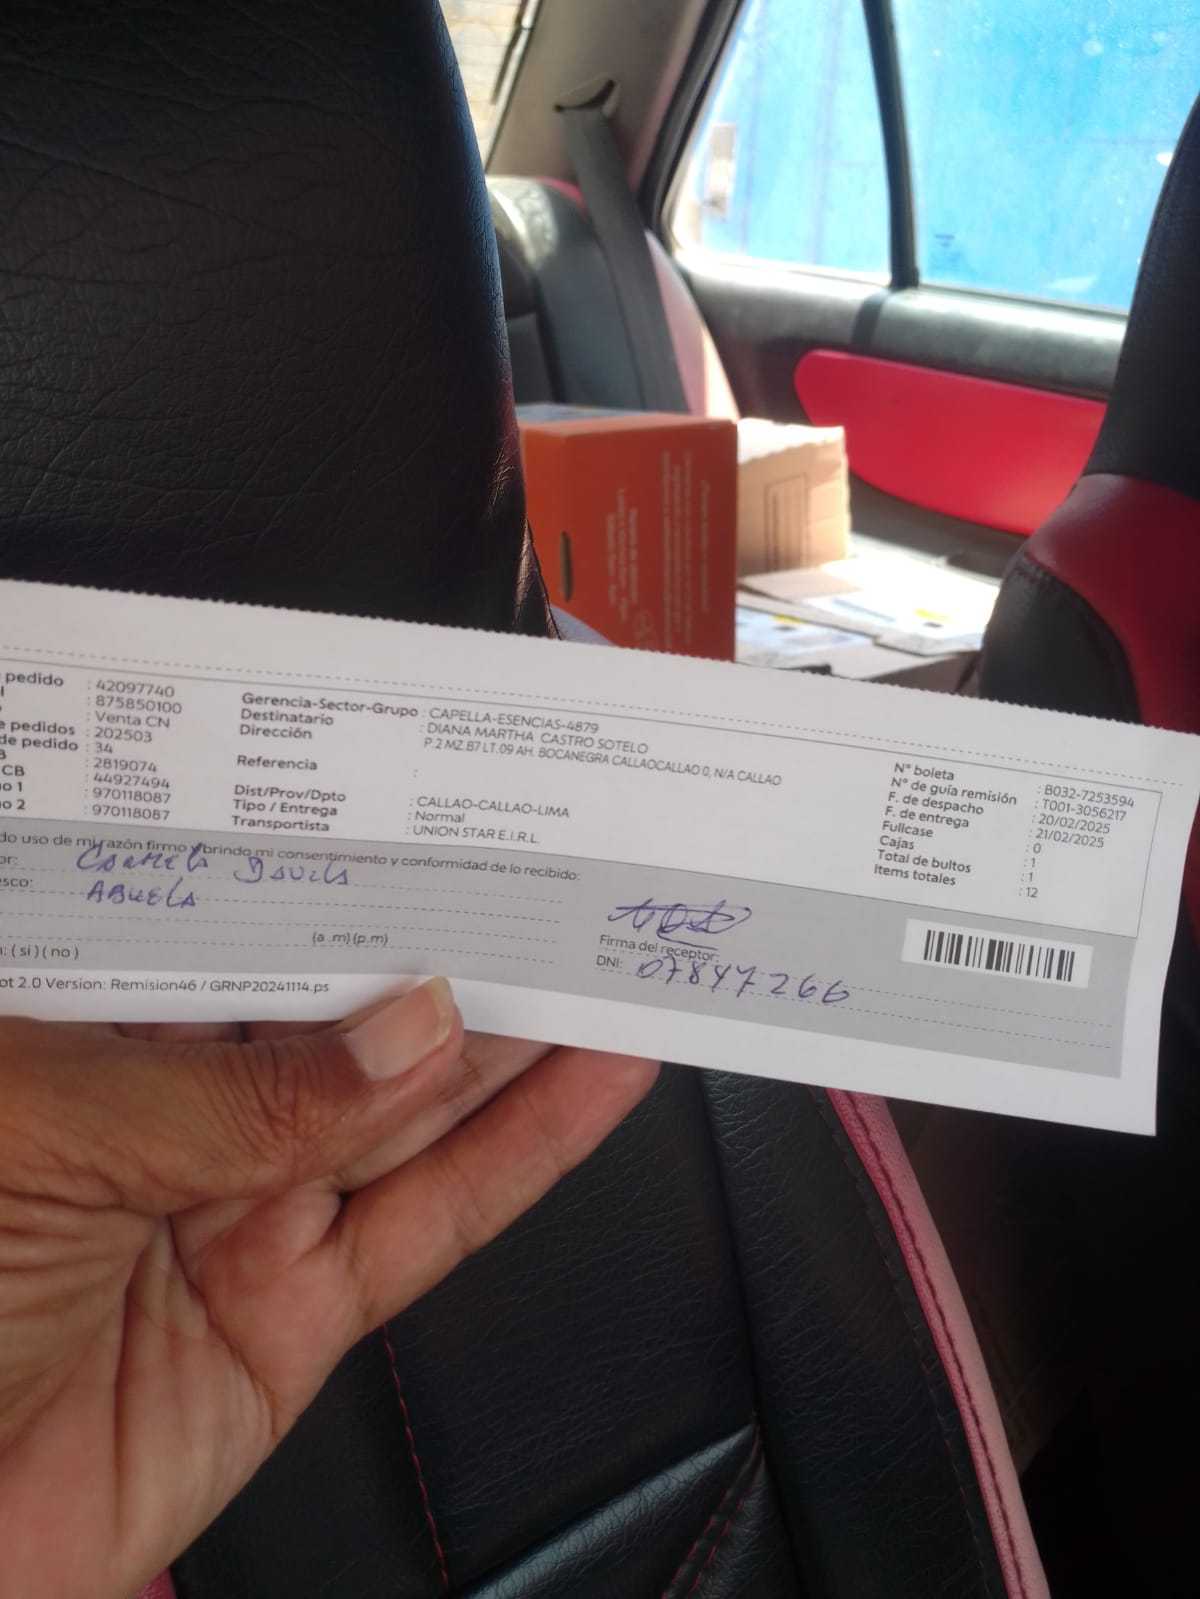 pedido : 42097740
: 875850100
: Venta CN
e pedidos : 202503
de pedido : 34
B : 2819074
CB : 44927494
no 1 : 970118087
no 2 : 970118087
Gerencia-Sector-Grupo : CAPELLA-ESENCIAS-4879
Destinatario : DIANA MARTHA CASTRO SOTELO
Dirección P.2 MZ.B7 LT.09 AH. BOCANEGRA CALLAOCALLAO 0, N/A CALLAO
Referencia :
Dist/Prov/Dpto : CALLAO-CALLAO-LIMA
Tipo / Entrega : Normal
Transportista : UNION STAR E.I.R.L.
N° boleta : B032-7253594
N° de guía remisión : T001-3056217
F. de despacho : 20/02/2025
F. de entrega : 21/02/2025
Fullcase : 0
Cajas : 1
Total de bultos : 1
Items totales : 12
do uso de mi razón firmo y brindo mi consentimiento y conformidad de lo recibido:
or: CARMELA DAVILA
esco: ABUELA
(a .m) (p.m)
: ( si ) ( no )
Firma del receptor:
DNI: 07847266
ot 2.0 Version: Remision46 / GRNP20241114.ps